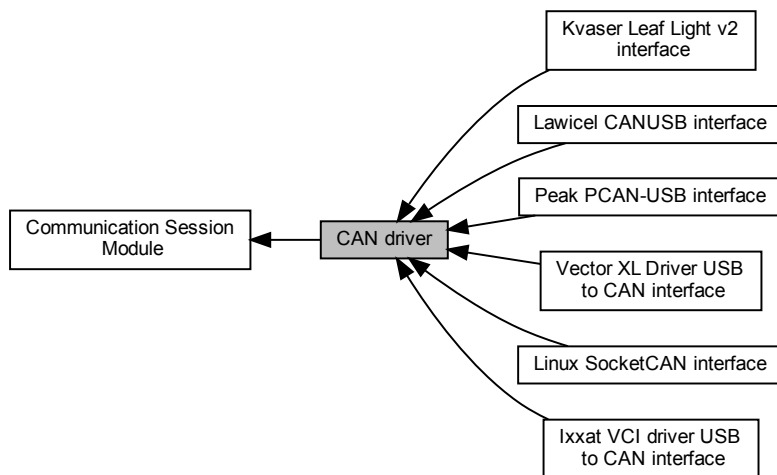 Kvaser Leaf Light v2
interface
Lawicel CANUSB interface
Peak PCAN-USB interface
Communication Session
Module
CAN driver
Vector XL Driver USB
to CAN interface
Linux SocketCAN interface
Ixxat VCI driver USB
to CAN interface